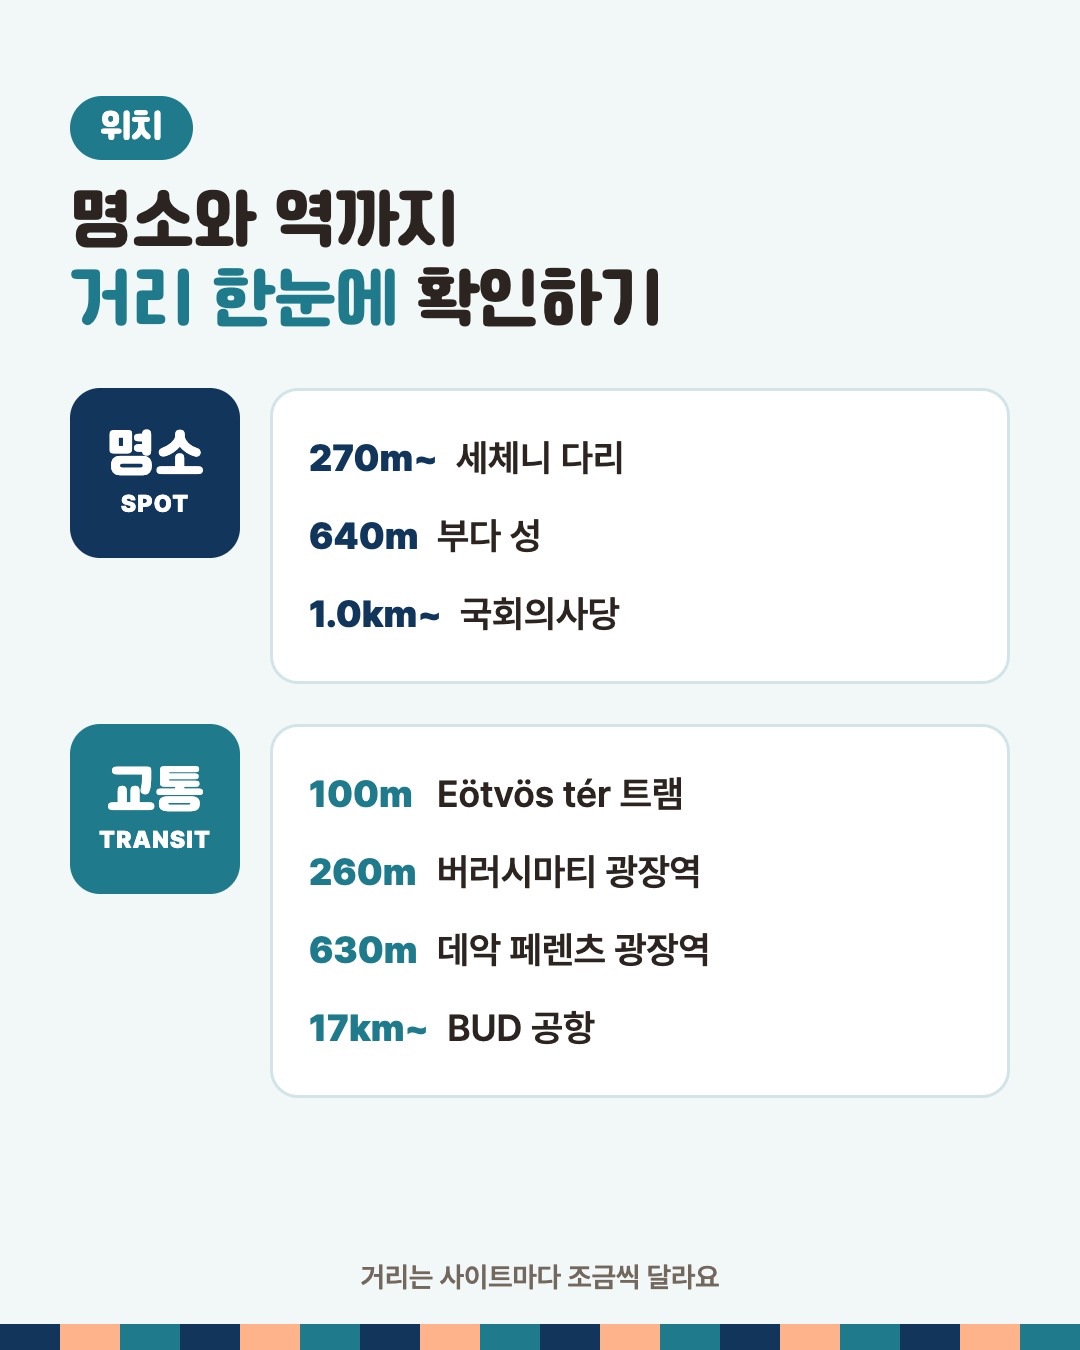 위치
명소와 역까지
거리 한눈에 확인하기
명소
SPOT
270m~ 세체니 다리
640m 부다 성
1.0km~ 국회의사당
교통
TRANSIT
100m Eötvös tér 트램
260m 버러시마티 광장역
630m 데악 페렌츠 광장역
17km~ BUD 공항
거리는 사이트마다 조금씩 달라요